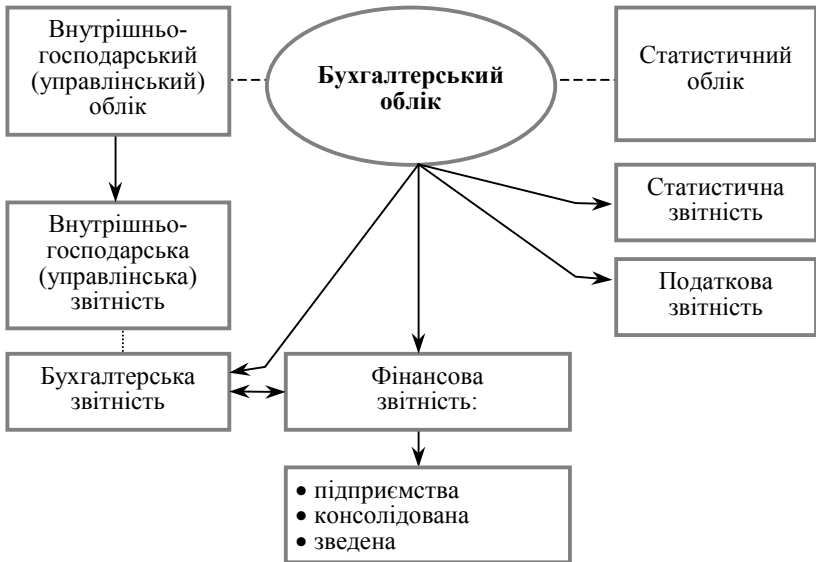 Внутрішньо-
господарський
(управлінський)
облік
Бухгалтерський
облік
Статистичний
облік
Статистична
звітність
Внутрішньо-
господарська
(управлінська)
звітність
Податкова
звітність
Бухгалтерська
звітність
Фінансова
звітність:
• підприємства
• консолідована
• зведена